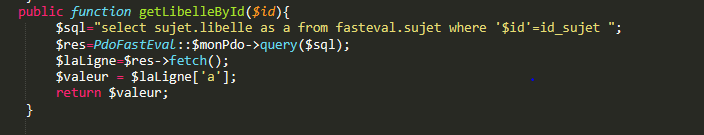 public function getLibelleById($id){
$sql="select sujet.libelle as a from fasteval.sujet where '$id'=id_sujet ";
$res=PdoFastEval::$monPdo->query($sql);
$laLigne=$res->fetch();
$valeur = $laLigne['a'];
return $valeur;
}